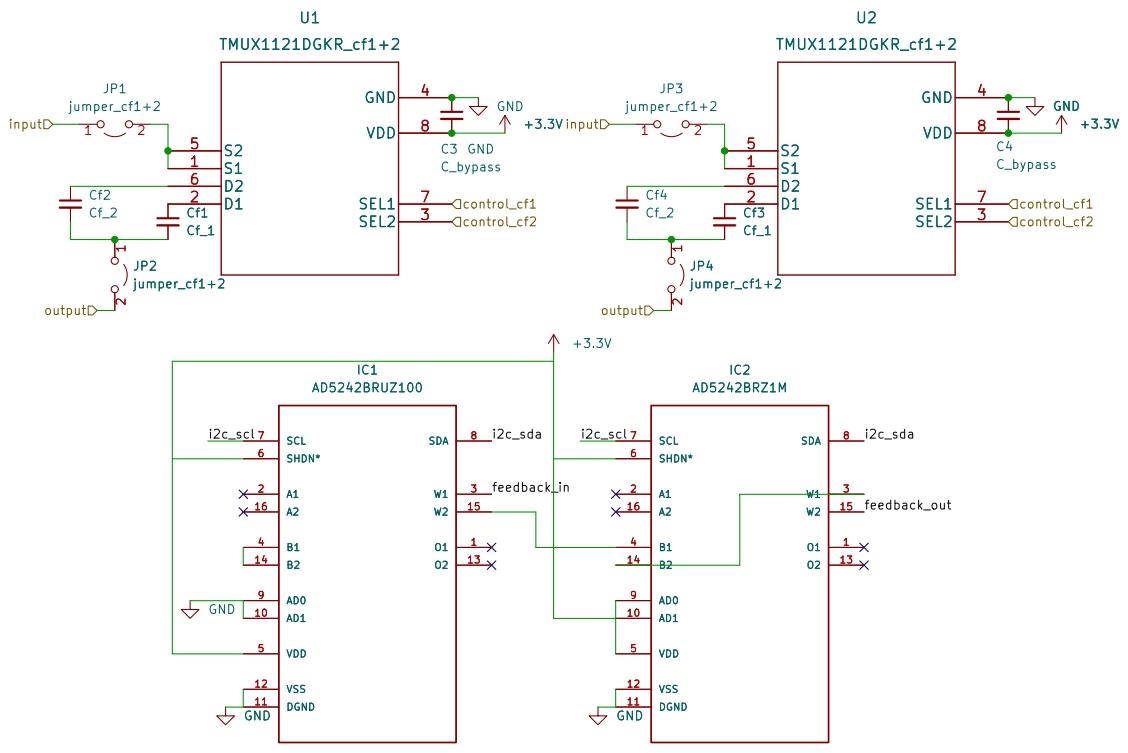 U1
TMUX1121DGKR_cf1+2
JP1
jumper_cf1+2
input
1
2
5
S2
1
S1
6
D2
2
D1
GND
4
VDD
8
GND
+3.3V
C3
GND
C_bypass
SEL1
7
control_cf1
SEL2
3
control_cf2
Cf2
Cf_2
Cf1
Cf_1
1
JP2
jumper_cf1+2
2
output
U2
TMUX1121DGKR_cf1+2
JP3
jumper_cf1+2
input
1
2
5
S2
1
S1
6
D2
2
D1
GND
4
VDD
8
GND
+3.3V
C4
C_bypass
SEL1
7
control_cf1
SEL2
3
control_cf2
Cf4
Cf_2
Cf3
Cf_1
1
JP4
jumper_cf1+2
2
output
+3.3V
IC1
AD5242BRUZ100
i2c_scl
7
SCL
SDA
8
i2c_sda
6
SHDN*
2
A1
W1
3
feedback_in
16
A2
W2
15
4
B1
O1
1
14
B2
O2
13
9
AD0
GND
10
AD1
5
VDD
12
VSS
11
DGND
GND
IC2
AD5242BRZ1M
i2c_scl
7
SCL
SDA
8
i2c_sda
6
SHDN*
2
A1
W1
3
16
A2
W2
15
feedback_out
4
B1
O1
1
14
B2
O2
13
9
AD0
10
AD1
5
VDD
12
VSS
11
DGND
GND